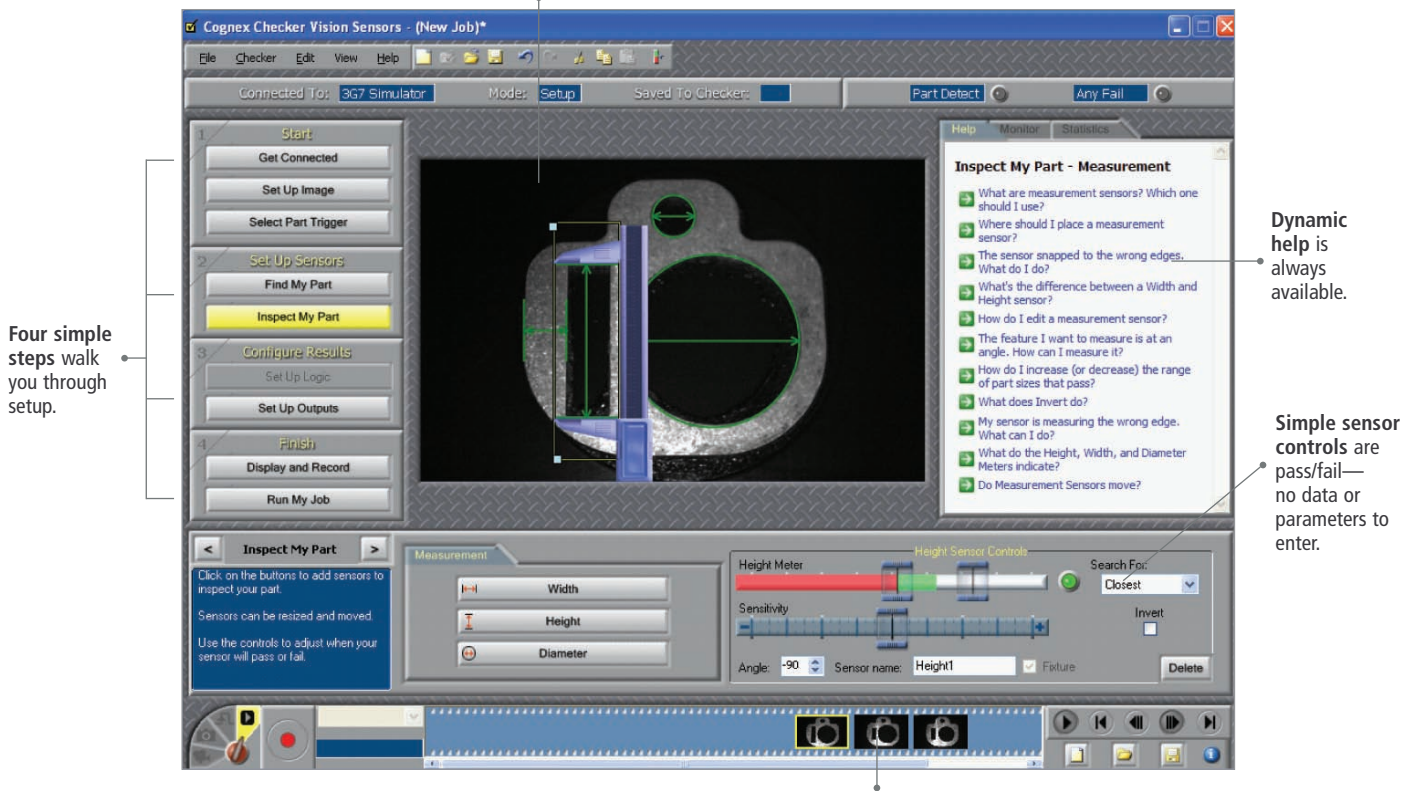 Cognex Checker Vision Sensors - (New Job)*
File Checker Edit View Help
Connected To: 3G7 Simulator Mode: Setup Saved To Checker: Part Detect Any Fail
1 Start
Get Connected
Set Up Image
Select Part Trigger
2 Set Up Sensors
Find My Part
Inspect My Part
3 Configure Results
Set Up Logic
Set Up Outputs
4 Finish
Display and Record
Run My Job
Four simple
steps walk
you through
setup.
Help Monitor Statistics
Inspect My Part - Measurement
What are measurement sensors? Which one
should I use?
Where should I place a measurement
sensor?
The sensor snapped to the wrong edges.
What do I do?
What's the difference between a Width and
Height sensor?
How do I edit a measurement sensor?
The feature I want to measure is at an
angle. How can I measure it?
How do I increase (or decrease) the range
of part sizes that pass?
What does Invert do?
My sensor is measuring the wrong edge.
What can I do?
What do the Height, Width, and Diameter
Meters indicate?
Do Measurement Sensors move?
Dynamic
help is
always
available.
Simple sensor
controls are
pass/fail—
no data or
parameters to
enter.
< Inspect My Part >
Click on the buttons to add sensors to
inspect your part.
Sensors can be resized and moved.
Use the controls to adjust when your
sensor will pass or fail.
Measurement
Width
Height
Diameter
Height Sensor Controls
Height Meter
Search For:
Closest
Sensitivity
Invert
Angle: -90 Sensor name: Height1 Fixture Delete